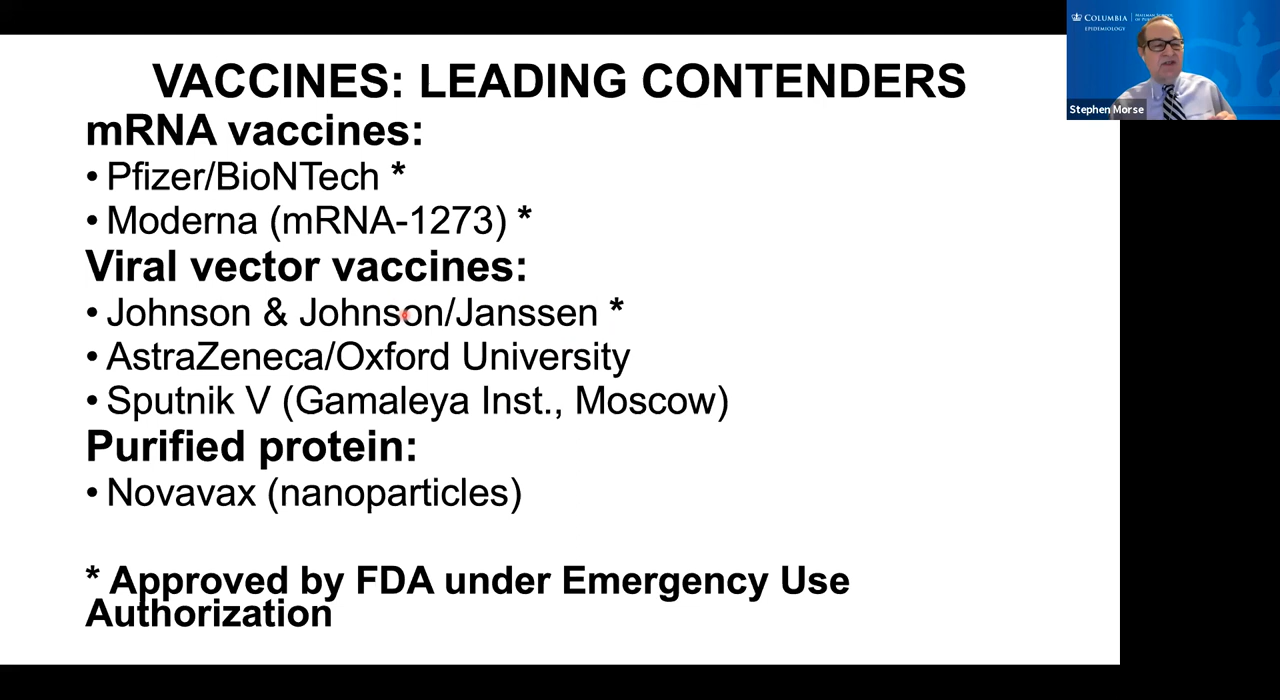 VACCINES: LEADING CONTENDERS
mRNA vaccines:
• Pfizer/BioNTech *
• Moderna (mRNA-1273) *
Viral vector vaccines:
• Johnson & Johnson/Janssen *
• AstraZeneca/Oxford University
• Sputnik V (Gamaleya Inst., Moscow)
Purified protein:
• Novavax (nanoparticles)
* Approved by FDA under Emergency Use
Authorization
COLUMBIA
EPIDEMIOLOGY
Stephen Morse